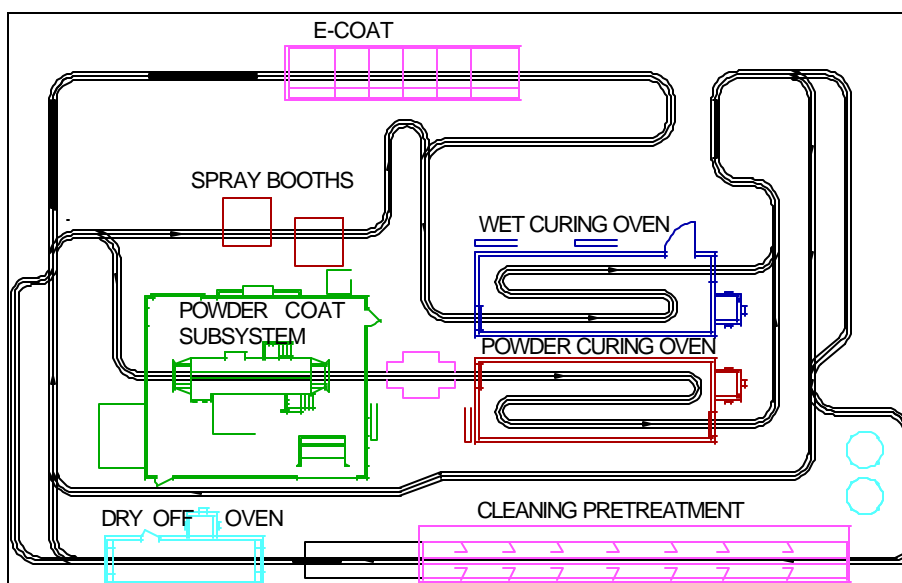 E-COAT
SPRAY BOOTHS
WET CURING OVEN
POWDER COAT
SUBSYSTEM
POWDER CURING OVEN
CLEANING PRETREATMENT
DRY OFF OVEN